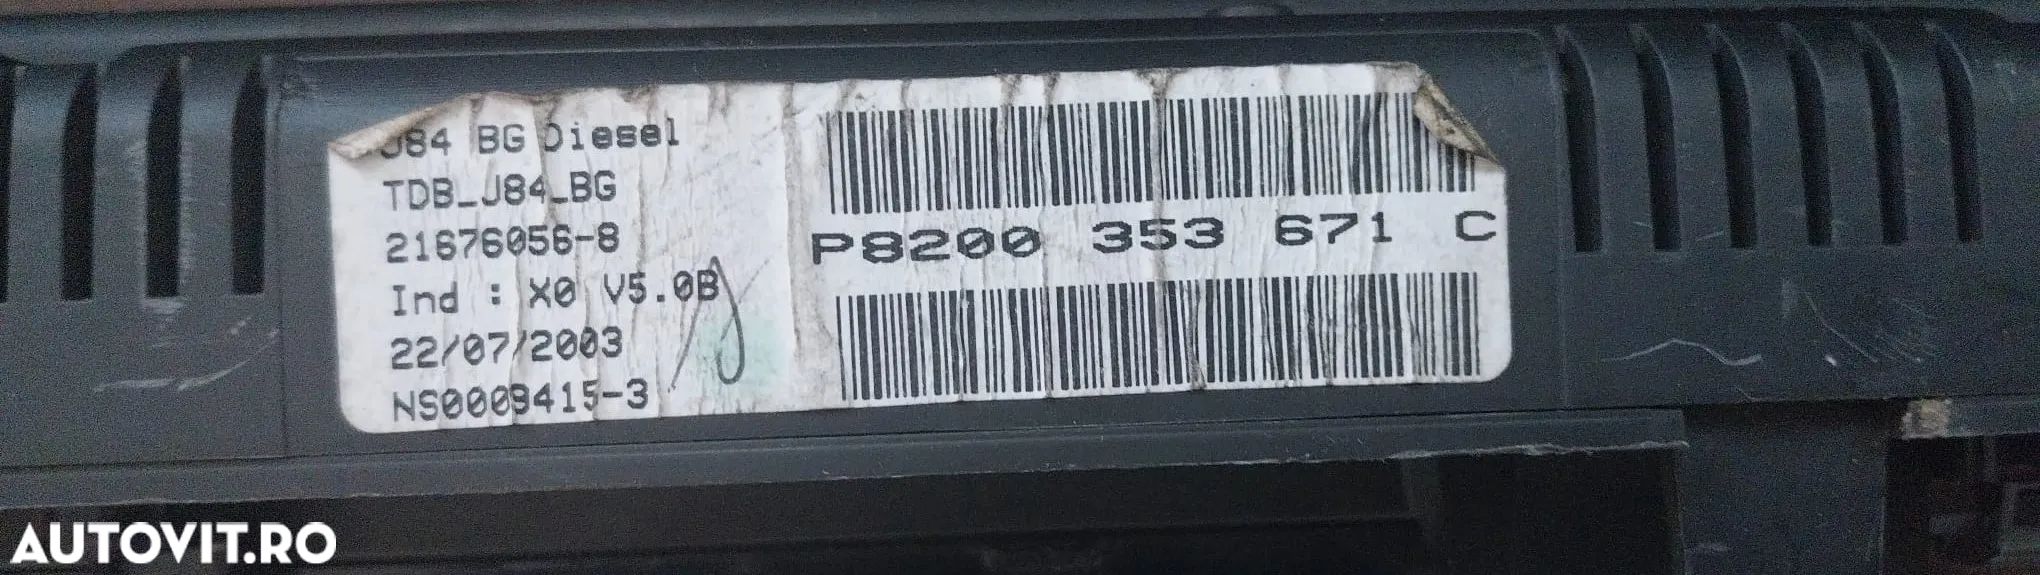 J84 BG Diesel
TDB_J84_BG
21676056-8
Ind : X0 V5.0B
22/07/2003
NS0009415-3
P8200 353 671 C
AUTOVIT.RO